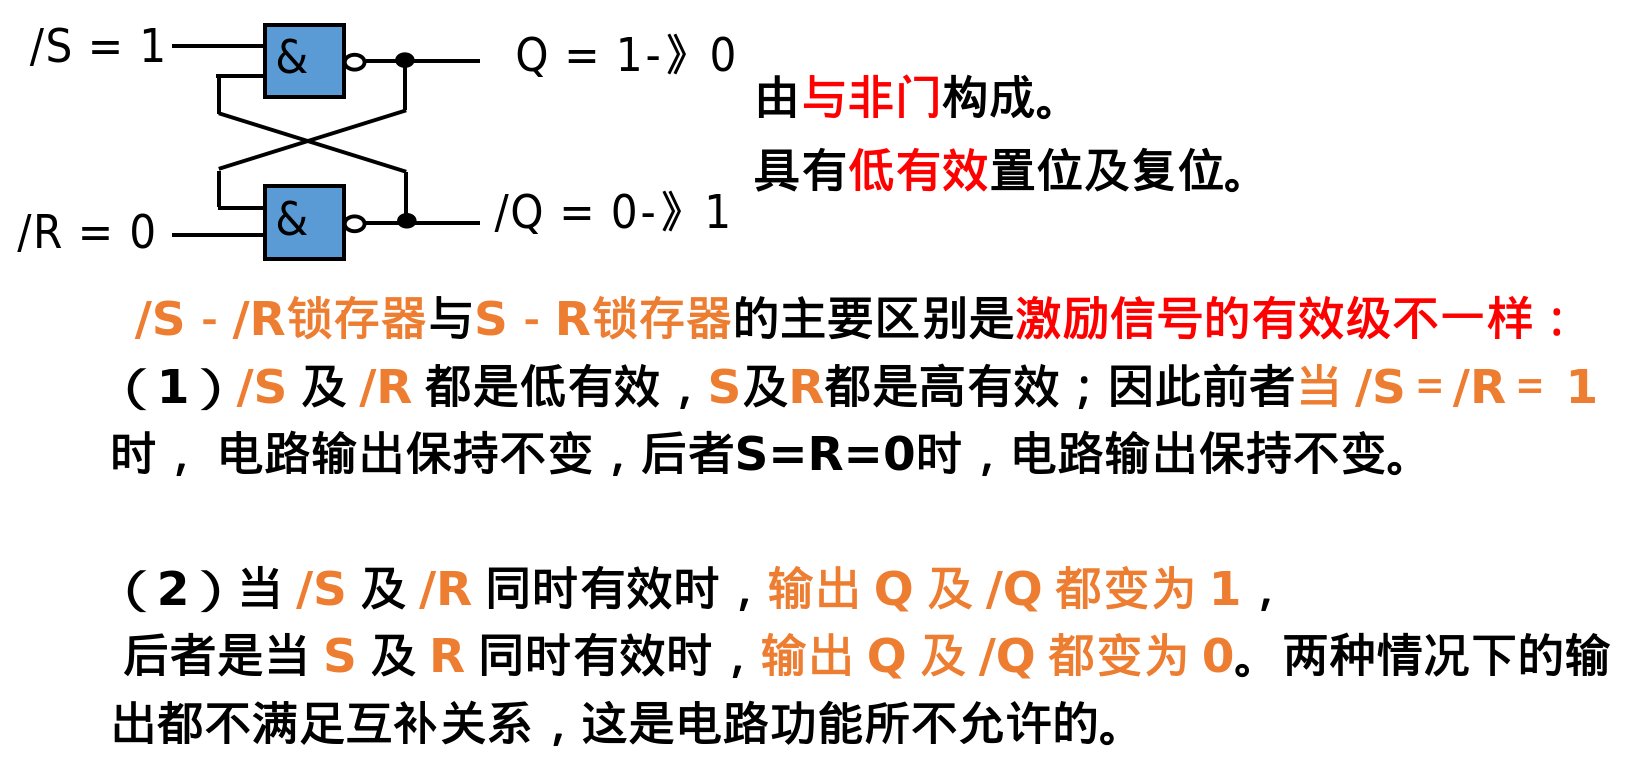 /S = 1
&
Q = 1-》0
由与非门构成。
具有低有效置位及复位。
&
/Q = 0-》1
/R = 0
/S - /R锁存器与S - R锁存器的主要区别是激励信号的有效级不一样：
（1）/S 及 /R 都是低有效，S及R都是高有效；因此前者当 /S = /R = 1
时， 电路输出保持不变，后者S=R=0时，电路输出保持不变。
（2）当 /S 及 /R 同时有效时，输出 Q 及 /Q 都变为 1，
后者是当 S 及 R 同时有效时，输出 Q 及 /Q 都变为 0。两种情况下的输
出都不满足互补关系，这是电路功能所不允许的。